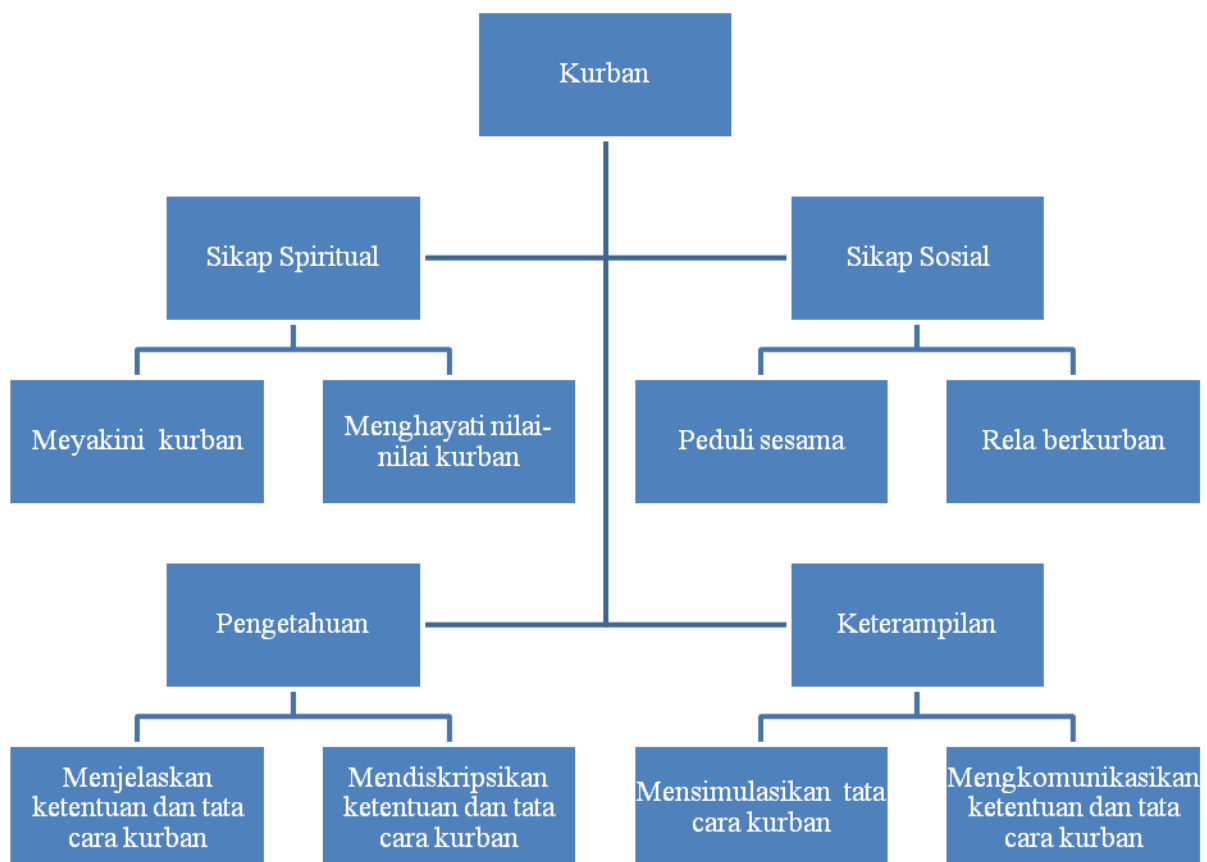 Kurban
Sikap Spiritual
Sikap Sosial
Meyakini kurban
Menghayati nilai-
nilai kurban
Peduli sesama
Rela berkurban
Pengetahuan
Keterampilan
Menjelaskan
ketentuan dan tata
cara kurban
Mendiskripsikan
ketentuan dan tata
cara kurban
Mensimulasikan tata
cara kurban
Mengkomunikasikan
ketentuan dan tata
cara kurban